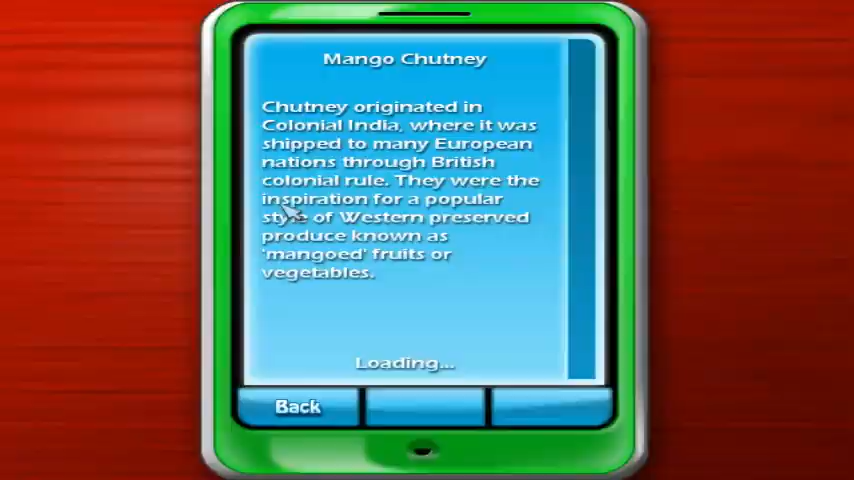 Mango Chutney
Chutney originated in
Colonial India, where it was
shipped to many European
nations through British
colonial rule. They were the
inspiration for a popular
style of Western preserved
produce known as
'mangoed' fruits or
vegetables.
Loading...
Back